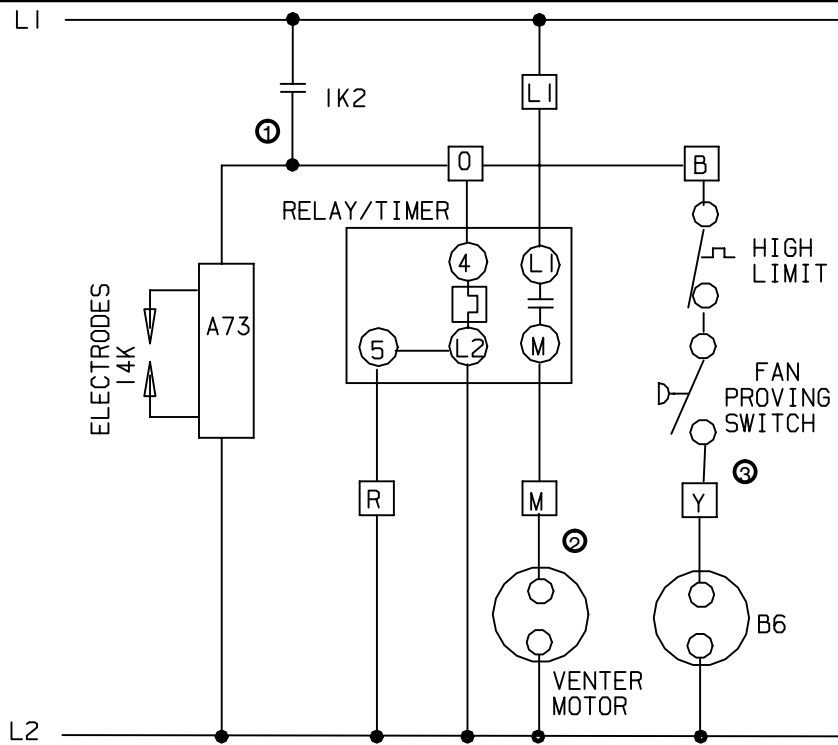 L1
1K2
L1
①
O
B
RELAY/TIMER
HIGH
LIMIT
4
L1
ELECTRODES
14K
A73
5
L2
M
FAN
PROVING
SWITCH
③
R
M
Y
②
B6
VENTER
MOTOR
L2